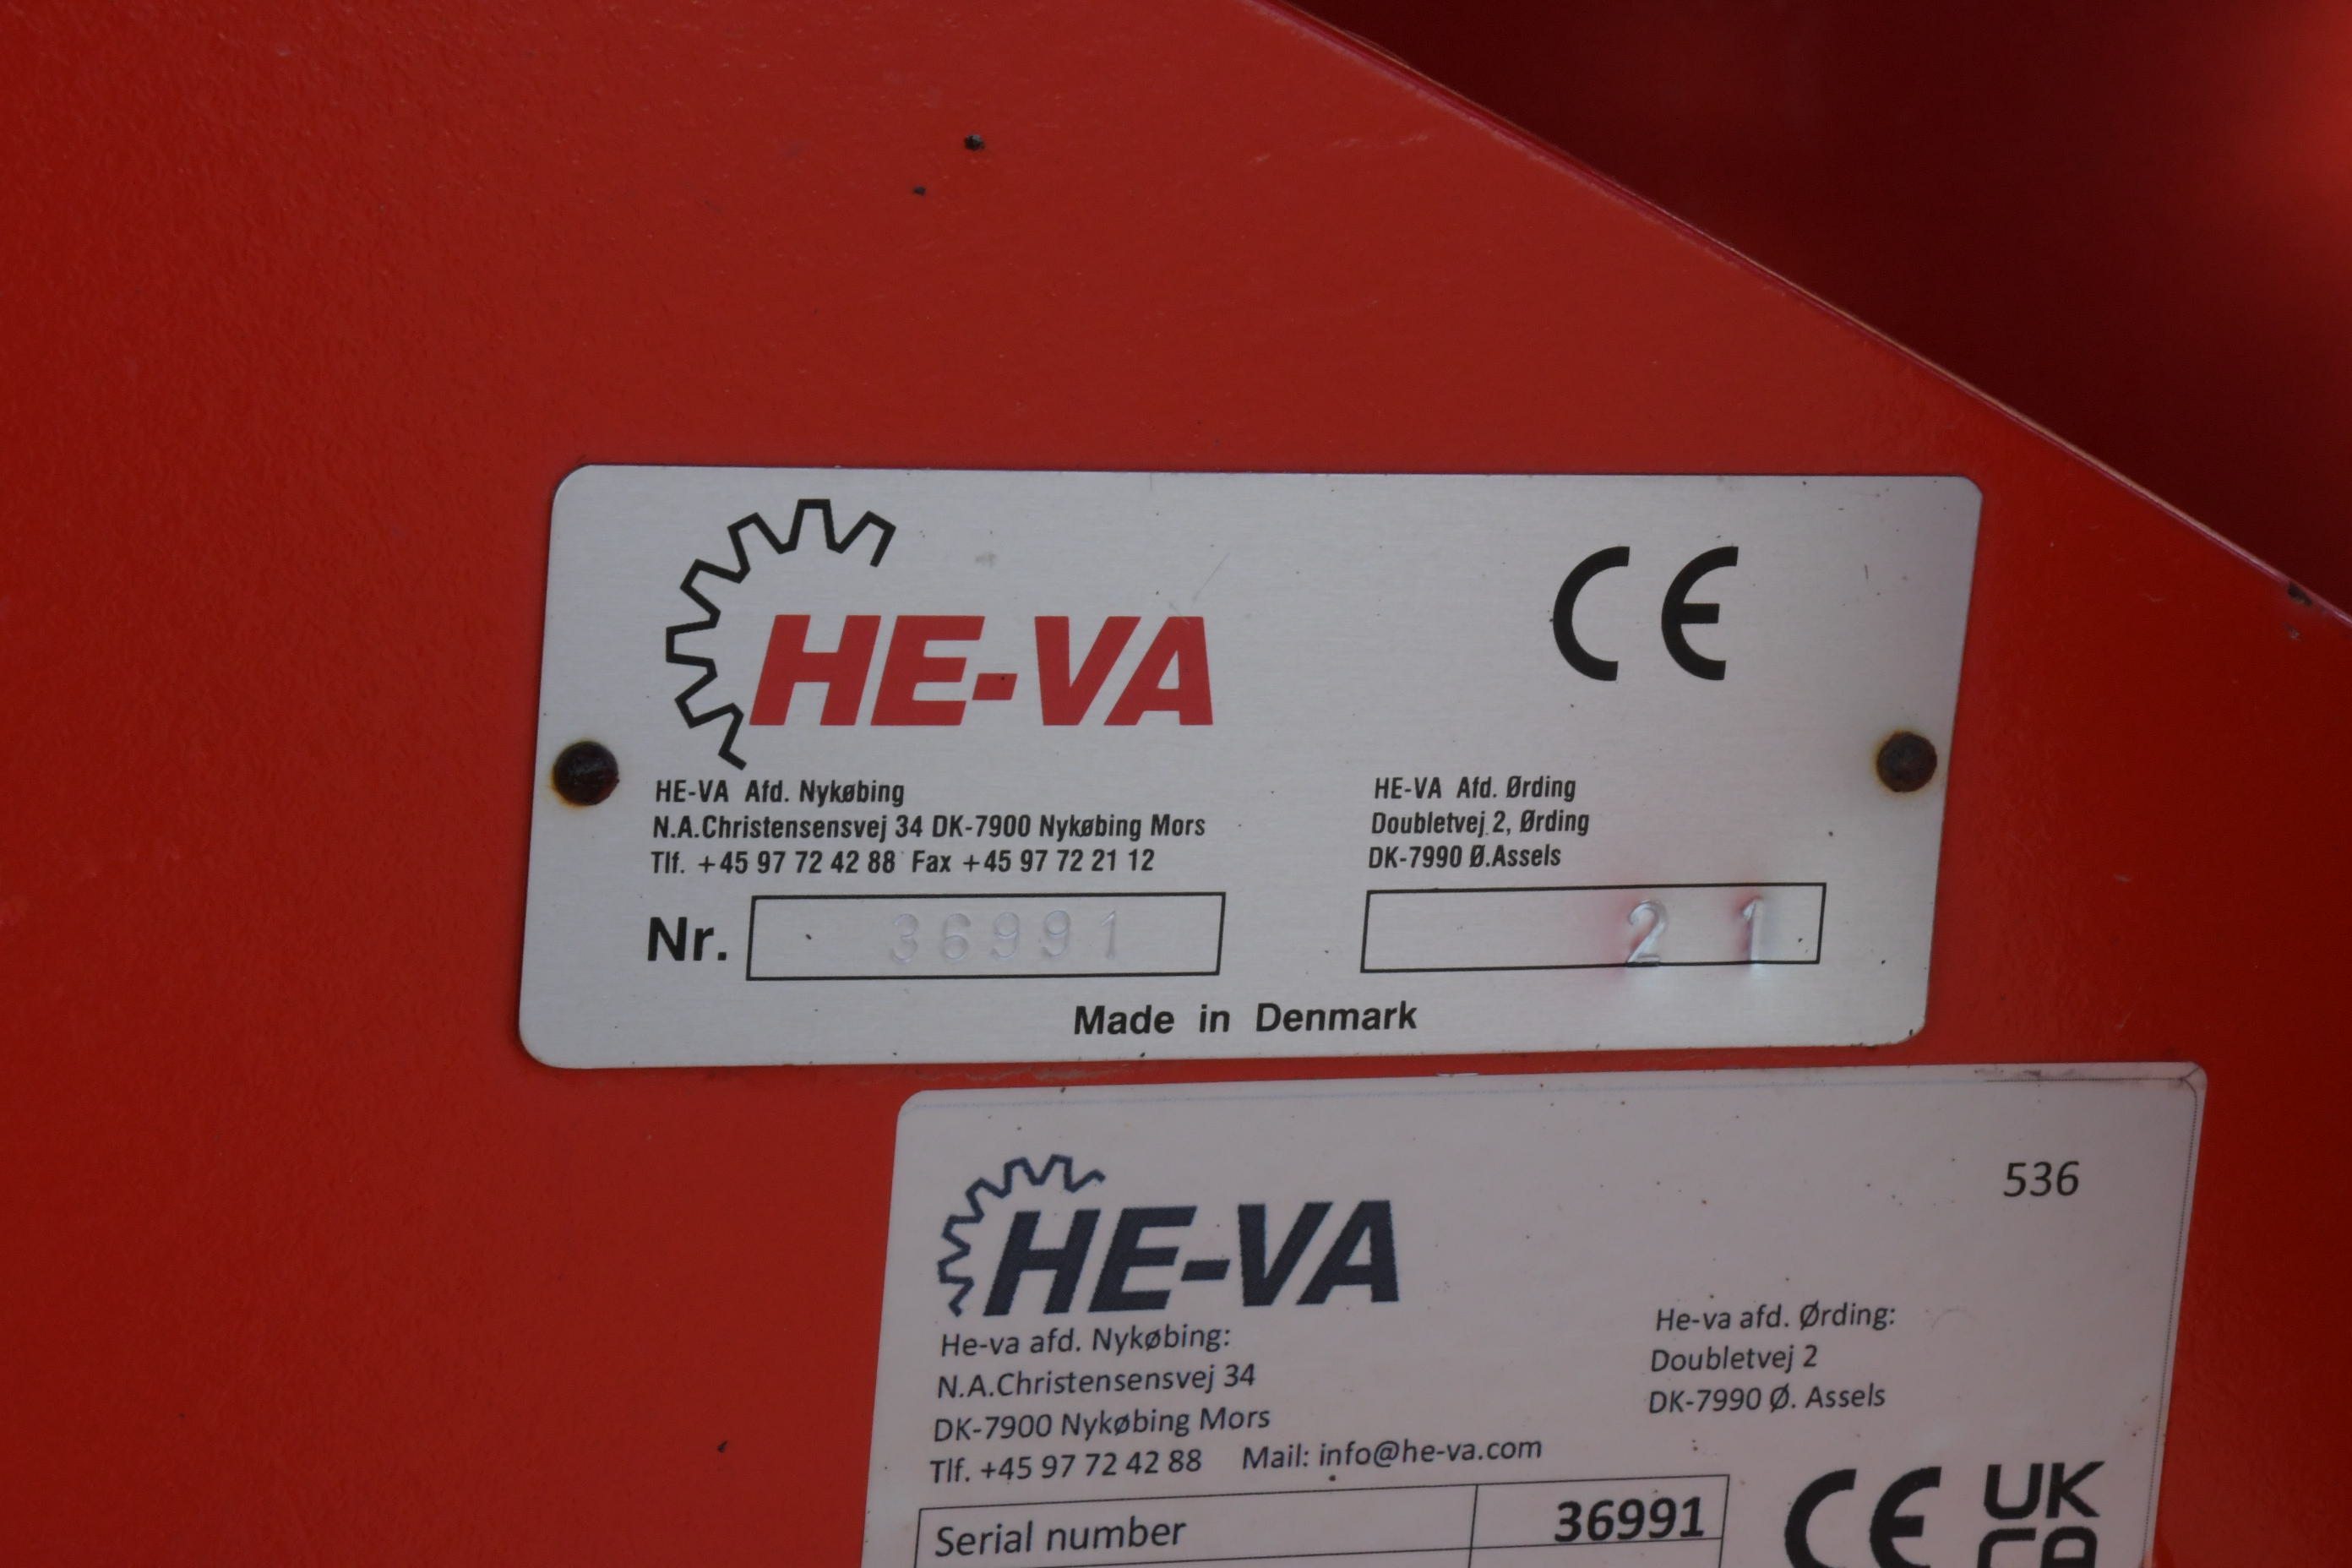 HE-VA
CE
HE-VA Afd. Nykøbing
N.A.Christensensvej 34 DK-7900 Nykøbing Mors
Tlf. +45 97 72 42 88 Fax +45 97 72 21 12
HE-VA Afd. Ørding
Doubletvej 2, Ørding
DK-7990 Ø.Assels
Nr. 36991
2 1
Made in Denmark
536
HE-VA
He-va afd. Nykøbing:
N.A.Christensensvej 34
DK-7900 Nykøbing Mors
Tlf. +45 97 72 42 88 Mail: info@he-va.com
He-va afd. Ørding:
Doubletvej 2
DK-7990 Ø. Assels
Serial number 36991
CE
UK
CA